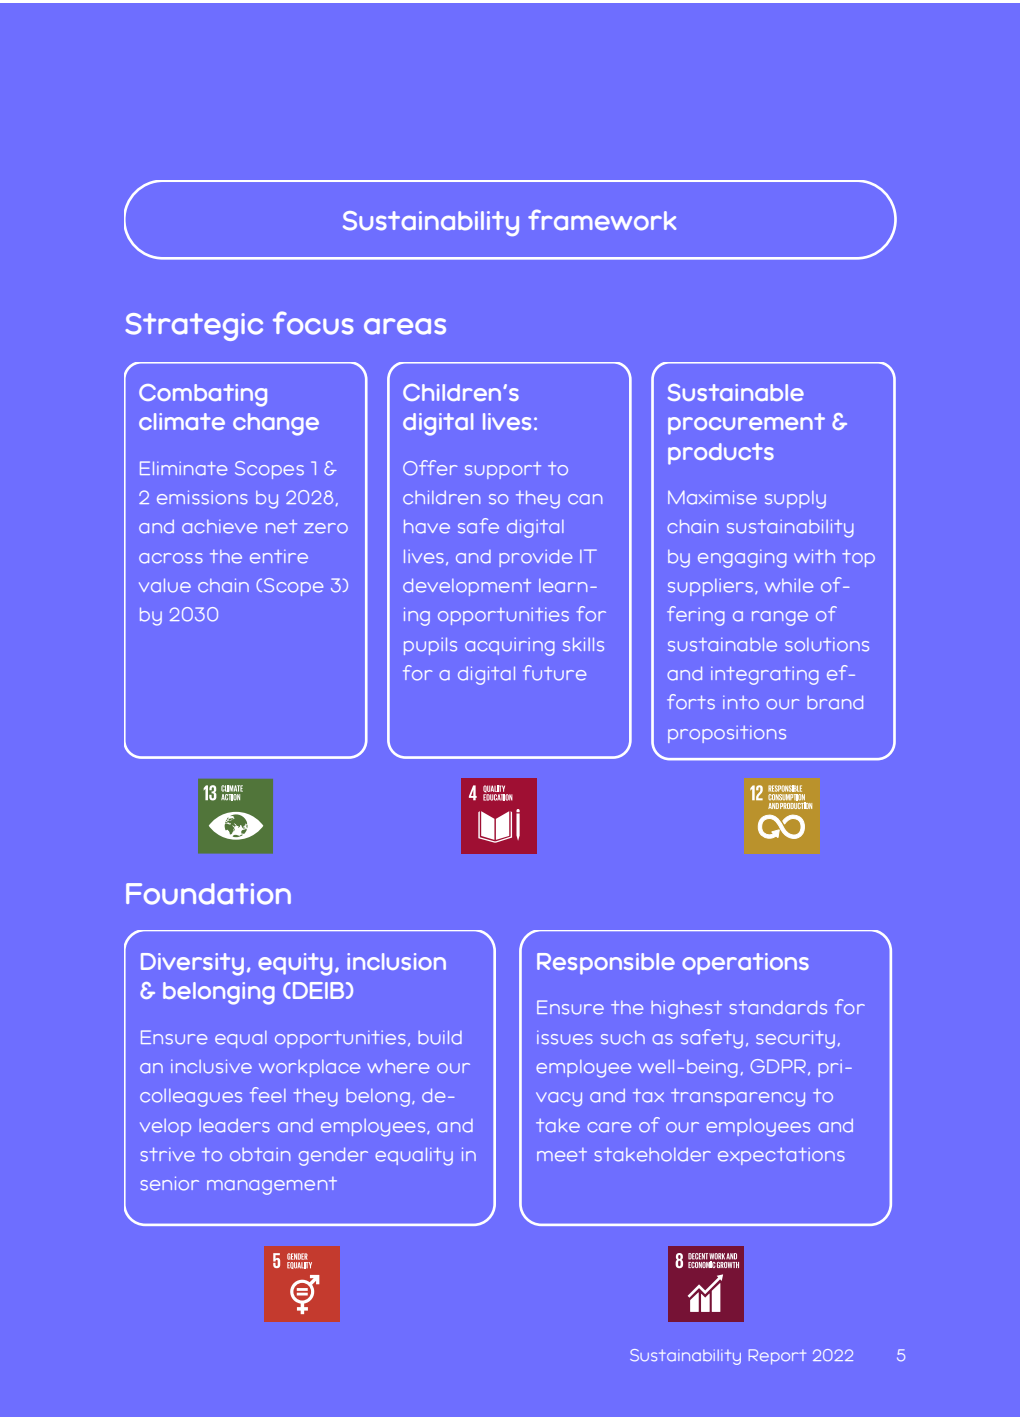 Sustainability framework
Strategic focus areas
Combating
climate change
Eliminate Scopes 1 &
2 emissions by 2028,
and achieve net zero
across the entire
value chain (Scope 3)
by 2030
Children's
digital lives:
Offer support to
children so they can
have safe digital
lives, and provide IT
development learn-
ing opportunities for
pupils acquiring skills
for a digital future
Sustainable
procurement &
products
Maximise supply
chain sustainability
by engaging with top
suppliers, while of-
fering a range of
sustainable solutions
and integrating ef-
forts into our brand
propositions
13 CLIMATE
ACTION
4 QUALITY
EDUCATION
12 RESPONSIBLE
CONSUMPTION
AND PRODUCTION
Foundation
Diversity, equity, inclusion
& belonging (DEIB)
Ensure equal opportunities, build
an inclusive workplace where our
colleagues feel they belong, de-
velop leaders and employees, and
strive to obtain gender equality in
senior management
Responsible operations
Ensure the highest standards for
issues such as safety, security,
employee well-being, GDPR, pri-
vacy and tax transparency to
take care of our employees and
meet stakeholder expectations
5 GENDER
EQUALITY
8 DECENT WORK AND
ECONOMIC GROWTH
Sustainability Report 2022 5